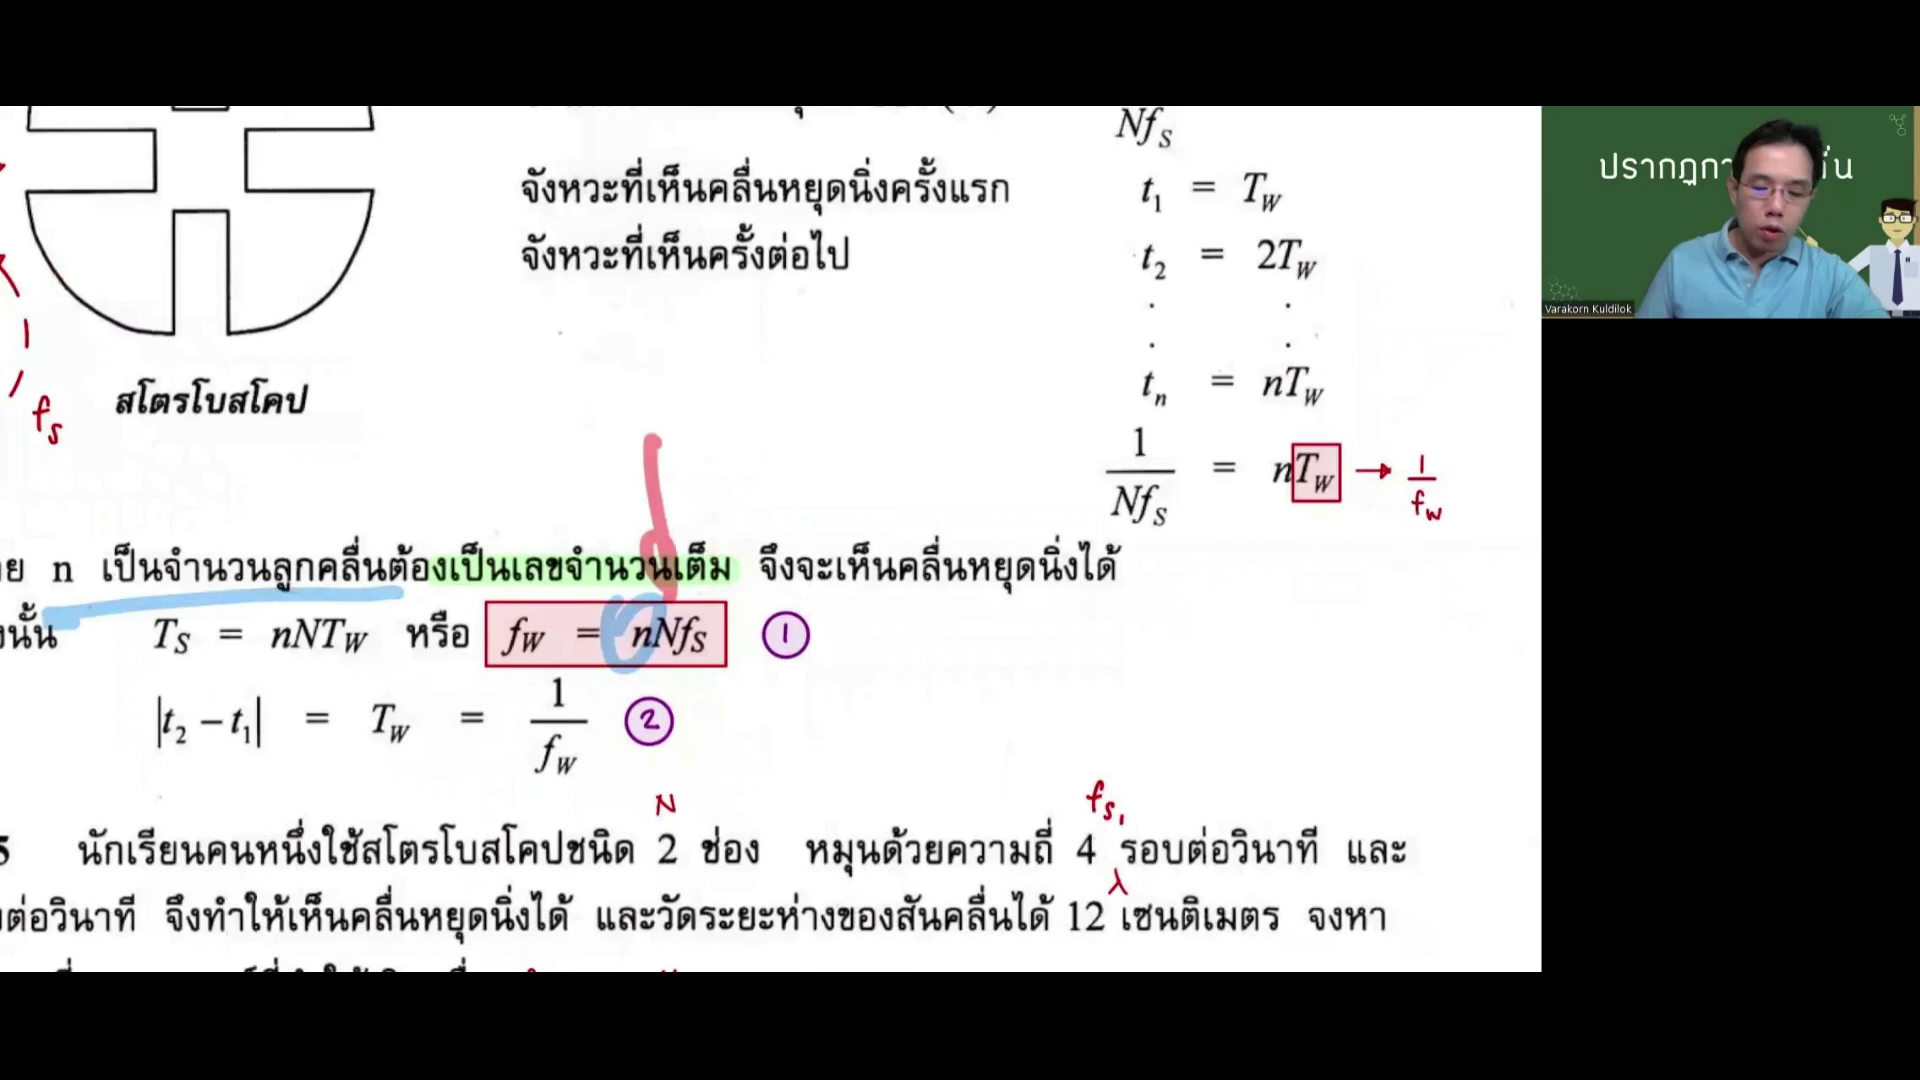 Nf_S
จังหวะที่เห็นคลื่นหยุดนิ่งครั้งแรก t_1 = T_W
จังหวะที่เห็นครั้งต่อไป t_2 = 2T_W
. .
. .
t_n = nT_W
สโตรโบสโคป
f_s
1/(Nf_S) = nT_W → 1/f_w
n เป็นจำนวนลูกคลื่นต้องเป็นเลขจำนวนเต็ม จึงจะเห็นคลื่นหยุดนิ่งได้
T_S = nNT_W หรือ f_W = nNf_S 1
|t_2 − t_1| = T_W = 1/f_W 2
N f_s1
5 นักเรียนคนหนึ่งใช้สโตรโบสโคปชนิด 2 ช่อง หมุนด้วยความถี่ 4 รอบต่อวินาที และ
λ
ต่อวินาที จึงทำให้เห็นคลื่นหยุดนิ่งได้ และวัดระยะห่างของสันคลื่นได้ 12 เซนติเมตร จงหา
Varakorn Kuldilok